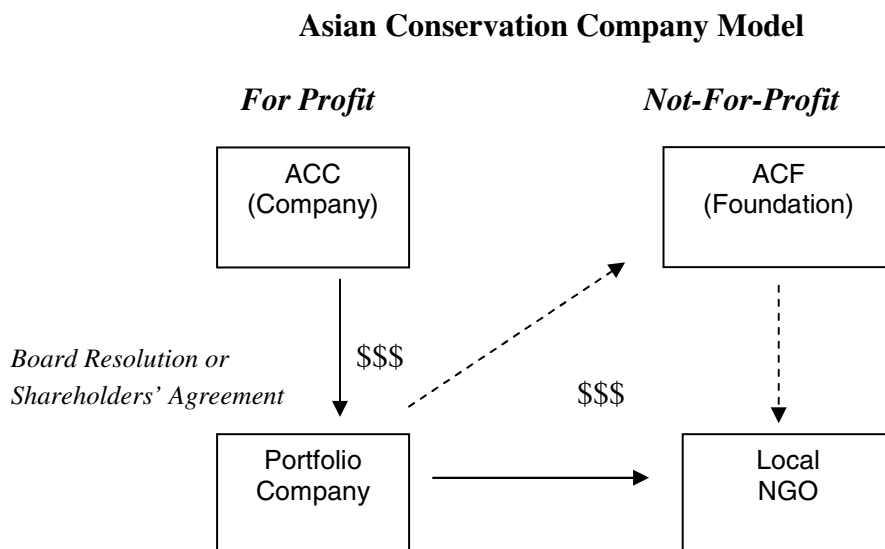 Asian Conservation Company Model
For Profit
Not-For-Profit
ACC
(Company)
ACF
(Foundation)
Board Resolution or
Shareholders’ Agreement
$$$
$$$
Portfolio
Company
Local
NGO